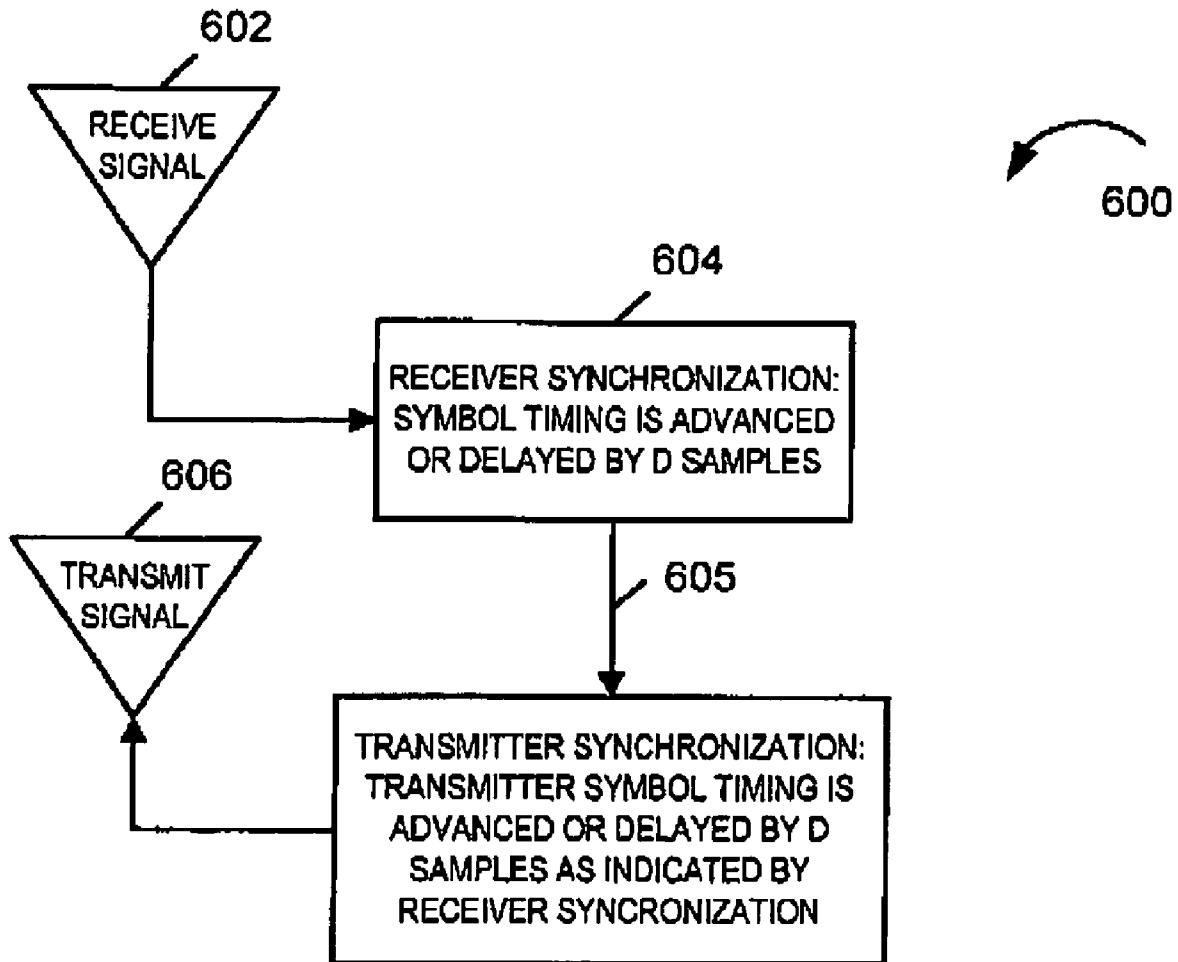 602
RECEIVE
SIGNAL
600
604
RECEIVER SYNCHRONIZATION:
SYMBOL TIMING IS ADVANCED
OR DELAYED BY D SAMPLES
606
TRANSMIT
SIGNAL
605
TRANSMITTER SYNCHRONIZATION:
TRANSMITTER SYMBOL TIMING IS
ADVANCED OR DELAYED BY D
SAMPLES AS INDICATED BY
RECEIVER SYNCRONIZATION